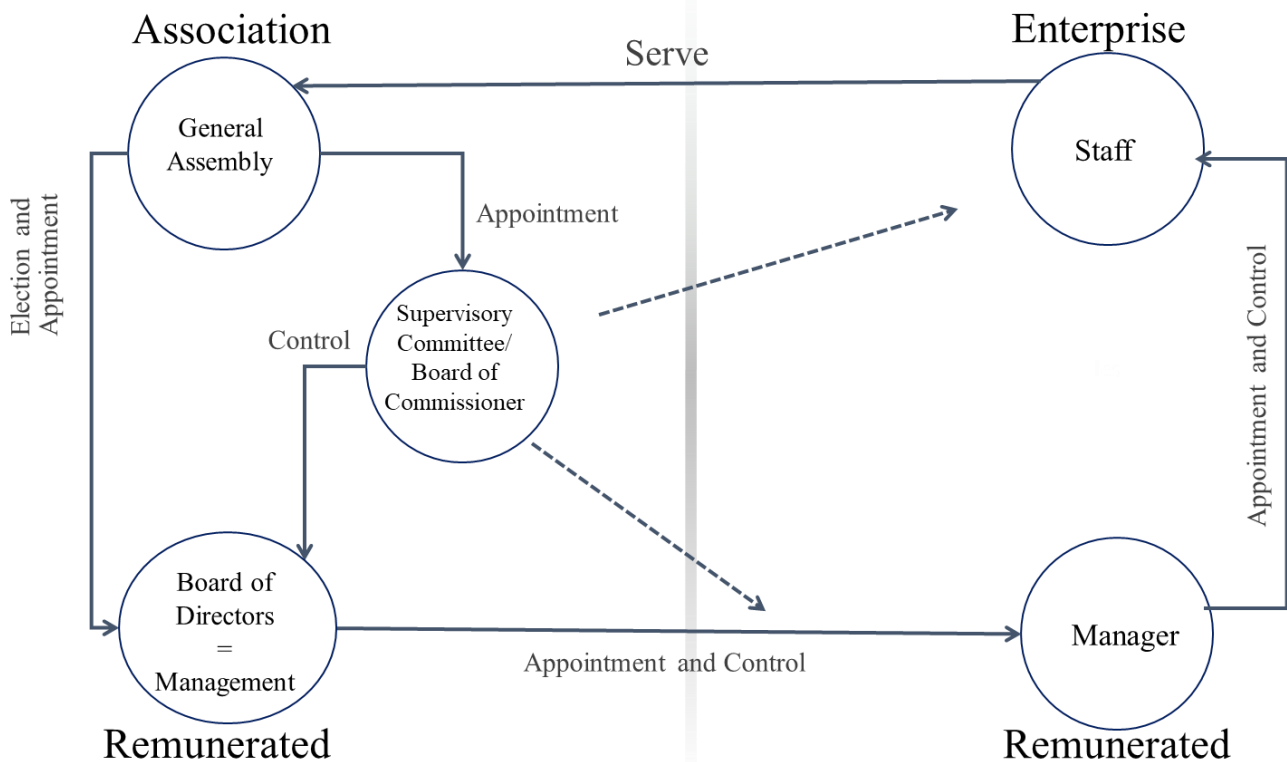 Association
Enterprise
Serve
General
Assembly
Staff
Election and
Appointment
Appointment
Supervisory
Committee/
Board of
Commissioner
Control
Appointment and Control
Board of
Directors
=
Management
Appointment and Control
Manager
Remunerated
Remunerated